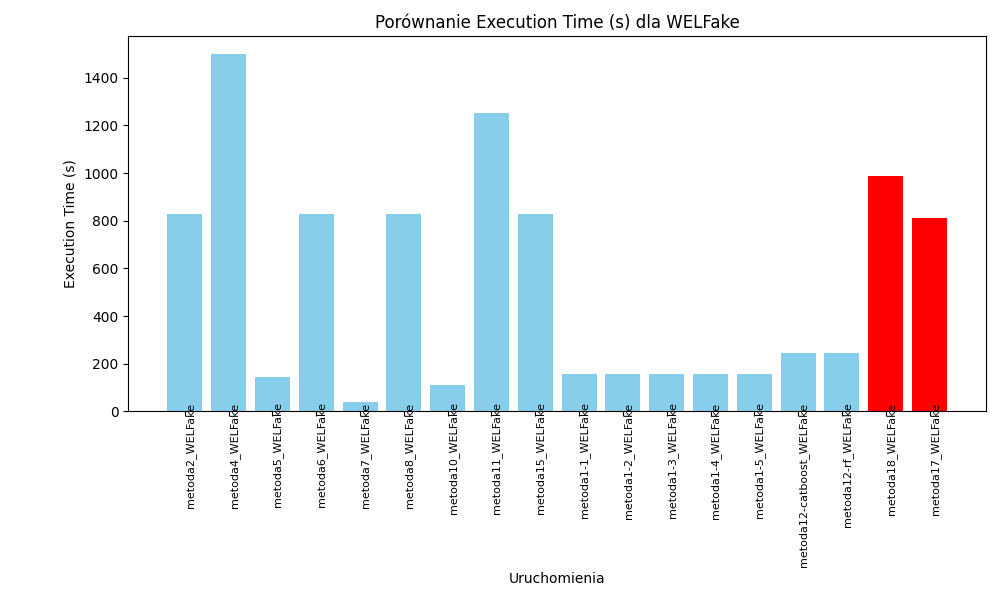 Porównanie Execution Time (s) dla WELFake
Execution Time (s)
1400
1200
1000
800
600
400
200
0
metoda2_WELFake
metoda4_WELFake
metoda5_WELFake
metoda6_WELFake
metoda7_WELFake
metoda8_WELFake
metoda10_WELFake
metoda11_WELFake
metoda15_WELFake
metoda1-1_WELFake
metoda1-2_WELFake
metoda1-3_WELFake
metoda1-4_WELFake
metoda1-5_WELFake
metoda12-catboost_WELFake
metoda12-rf_WELFake
metoda18_WELFake
metoda17_WELFake
Uruchomienia